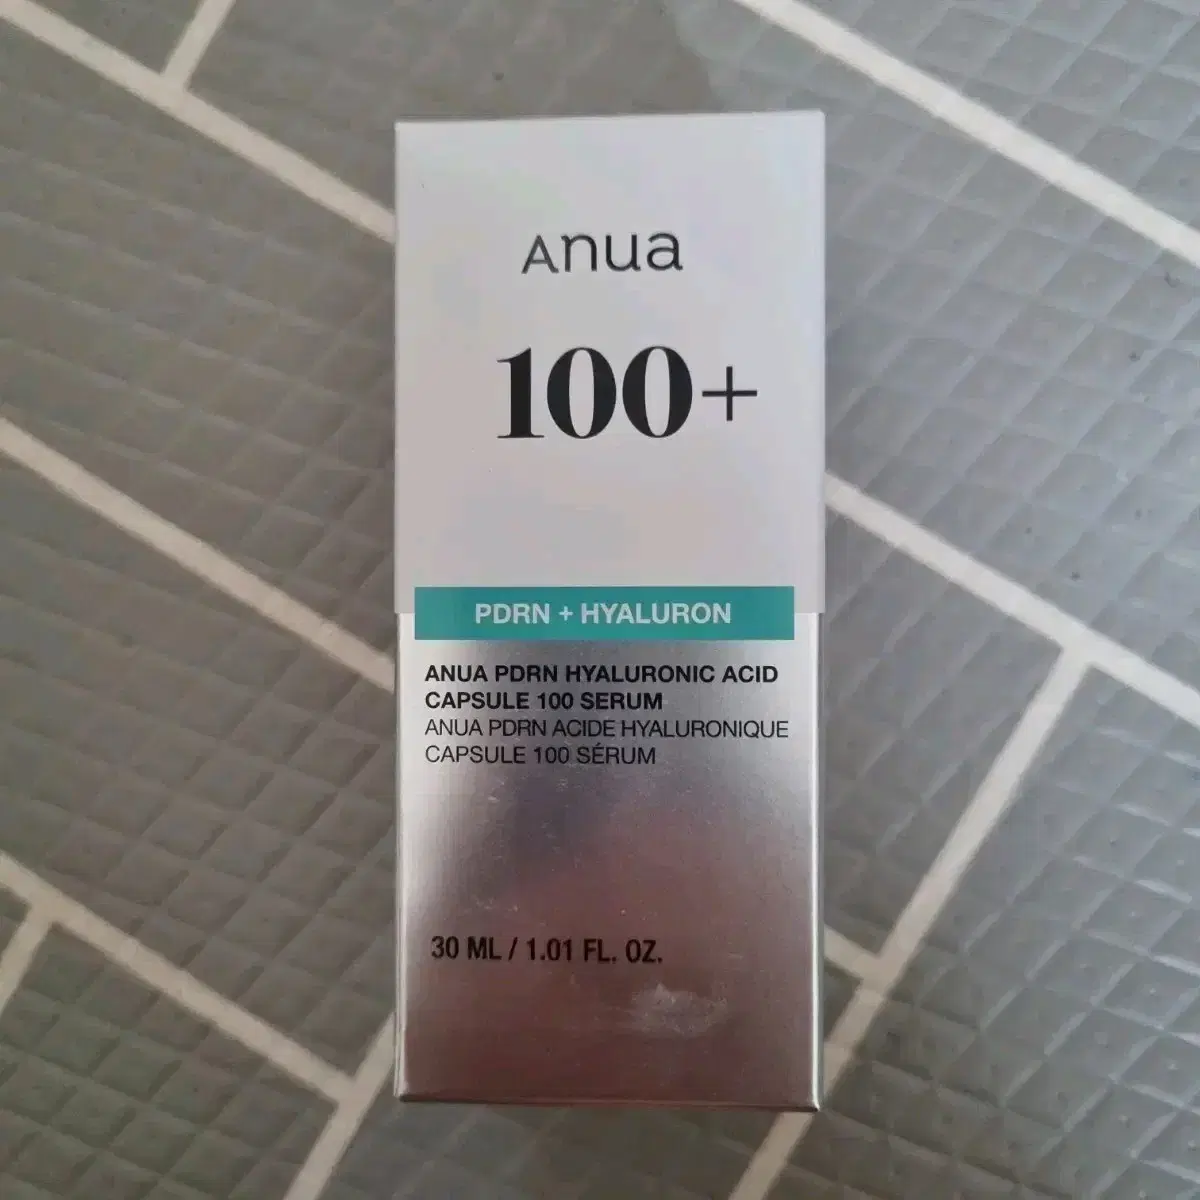 Anua
100+
PDRN + HYALURON
ANUA PDRN HYALURONIC ACID
CAPSULE 100 SERUM
ANUA PDRN ACIDE HYALURONIQUE
CAPSULE 100 SÉRUM
30 ML / 1.01 FL. OZ.